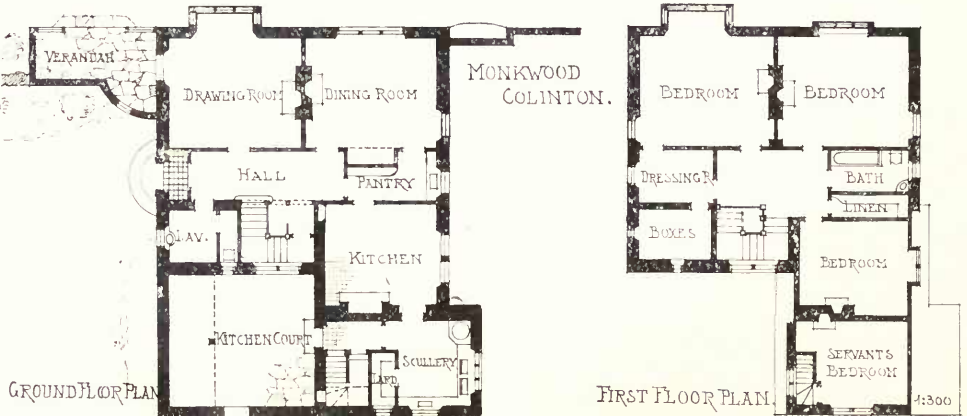 VERANDAH
DRAWING ROOM
DINING ROOM
MONKWOOD
COLINTON.
HALL
PANTRY
LAV.
KITCHEN
KITCHEN COURT
SCULLERY
LARD.
GROUND FLOOR PLAN
BEDROOM
BEDROOM
DRESSING R.
BATH
LINEN
BOXES
BEDROOM
SERVANTS
BEDROOM
FIRST FLOOR PLAN.
1:300